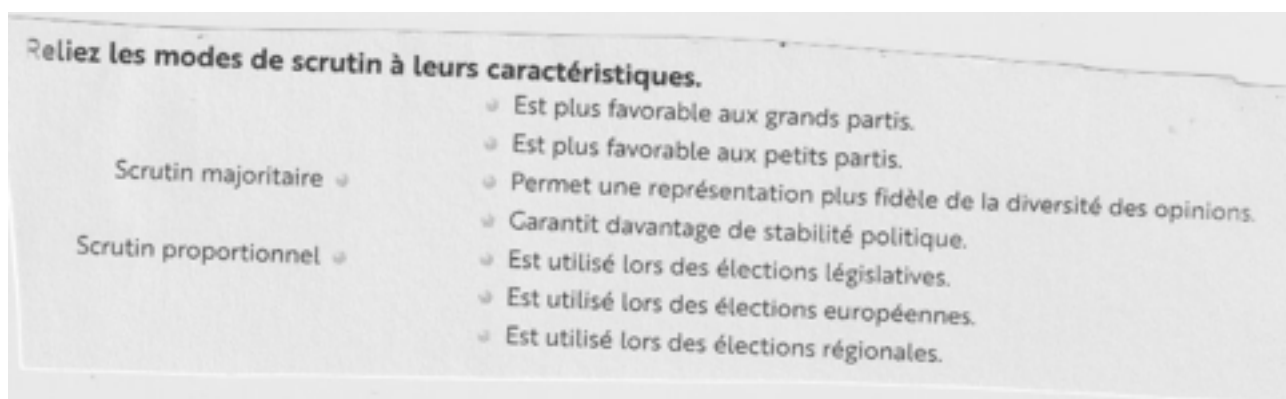 Reliez les modes de scrutin à leurs caractéristiques.
Est plus favorable aux grands partis.
Est plus favorable aux petits partis.
Scrutin majoritaire
Permet une représentation plus fidèle de la diversité des opinions.
Garantit davantage de stabilité politique.
Scrutin proportionnel
Est utilisé lors des élections législatives.
Est utilisé lors des élections européennes.
Est utilisé lors des élections régionales.